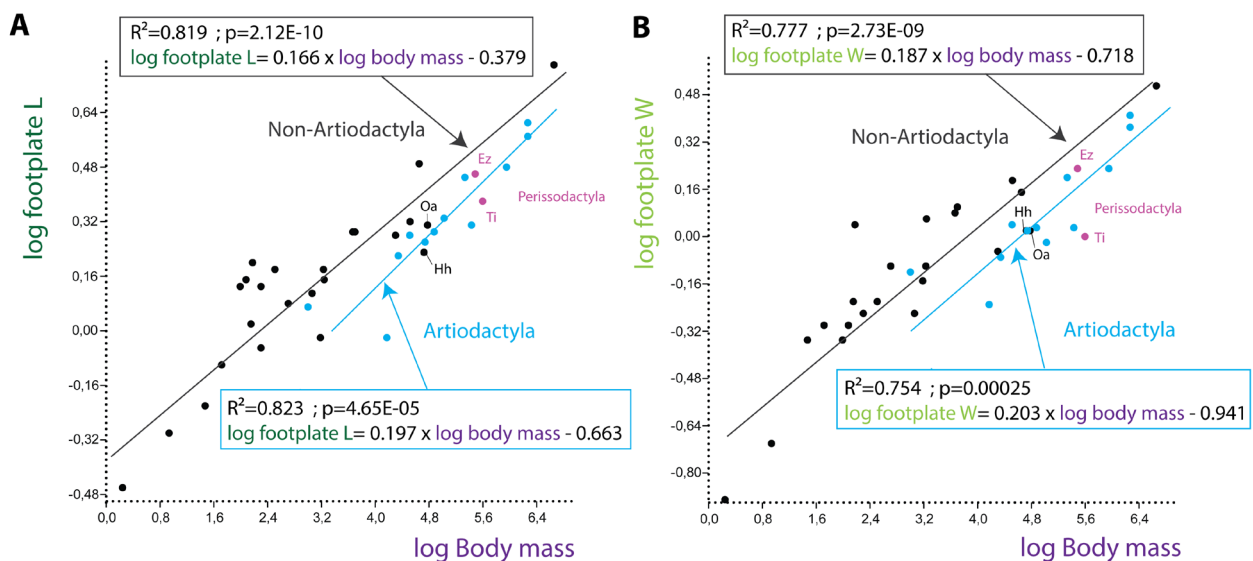 A
R²=0.819 ; p=2.12E-10
log footplate L= 0.166 x log body mass - 0.379
log footplate L
0,64
0,48
0,32
0,16
0,00
-0,16
-0,32
-0,48
Non-Artiodactyla
Ez
Perissodactyla
Ti
Oa
Hh
Artiodactyla
R²=0.823 ; p=4.65E-05
log footplate L= 0.197 x log body mass - 0.663
0,0 0,8 1,6 2,4 3,2 4,0 4,8 5,6 6,4
log Body mass
B
R²=0.777 ; p=2.73E-09
log footplate W= 0.187 x log body mass - 0.718
log footplate W
0,48
0,32
0,16
0,00
-0,16
-0,32
-0,48
-0,64
-0,80
Non-Artiodactyla
Ez
Perissodactyla
Ti
Hh
Oa
Artiodactyla
R²=0.754 ; p=0.00025
log footplate W= 0.203 x log body mass - 0.941
0,0 0,8 1,6 2,4 3,2 4,0 4,8 5,6 6,4
log Body mass